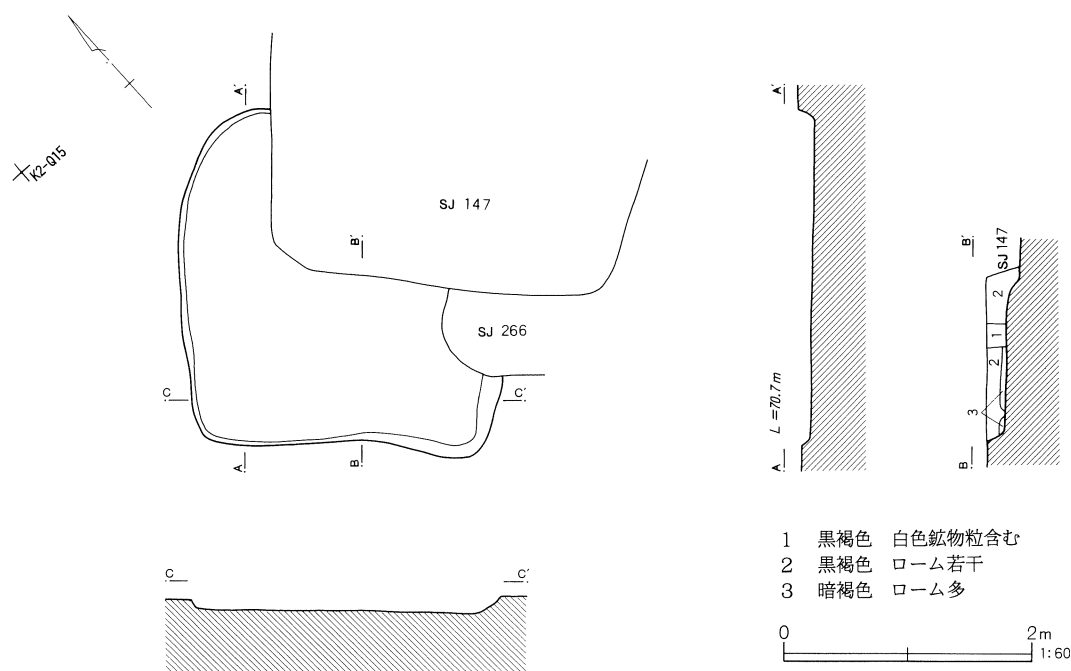 K2-Q15
A´
A´
SJ 147
B´
B´
SJ 147
SJ 266
2
1
2
3
C
C´
L=70.7m
A
B
A
B
C
C´
1 黒褐色 白色鉱物粒含む
2 黒褐色 ローム若干
3 暗褐色 ローム多
0 2m
1:60